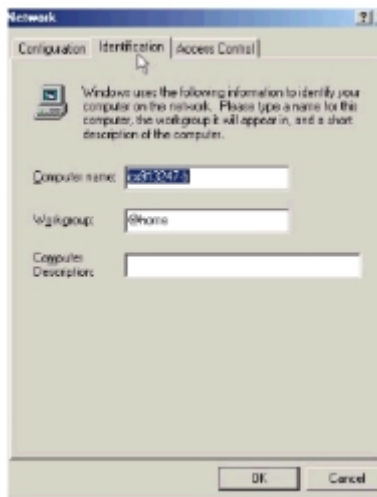 Network
Configuration Identification Access Control
Windows uses the following information to identify your
computer on the network. Please type a name for this
computer, the workgroup it will appear in, and a short
description of the computer.
Computer name:
Workgroup: @home
Computer
Description:
OK Cancel